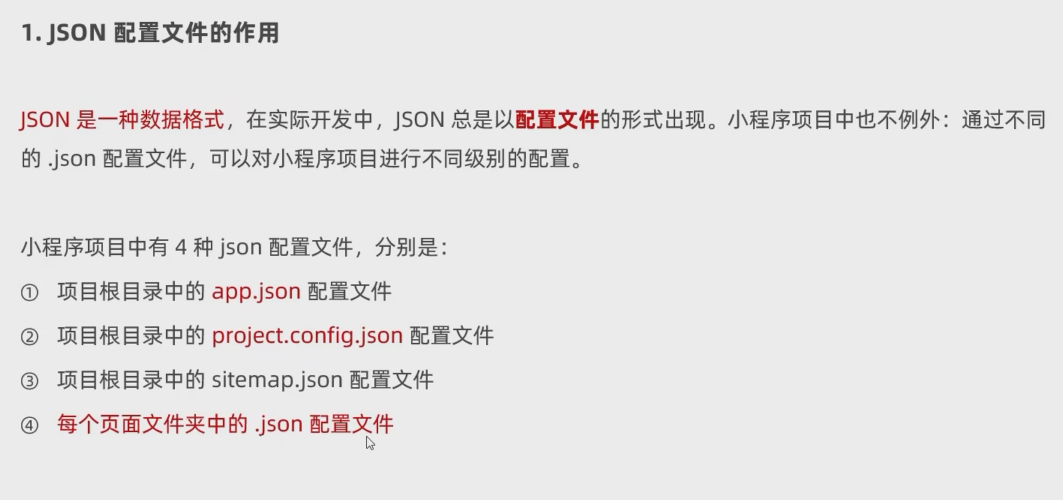 1. JSON 配置文件的作用
JSON 是一种数据格式，在实际开发中，JSON 总是以配置文件的形式出现。小程序项目中也不例外：通过不同
的 .json 配置文件，可以对小程序项目进行不同级别的配置。
小程序项目中有 4 种 json 配置文件，分别是：
① 项目根目录中的 app.json 配置文件
② 项目根目录中的 project.config.json 配置文件
③ 项目根目录中的 sitemap.json 配置文件
④ 每个页面文件夹中的 .json 配置文件